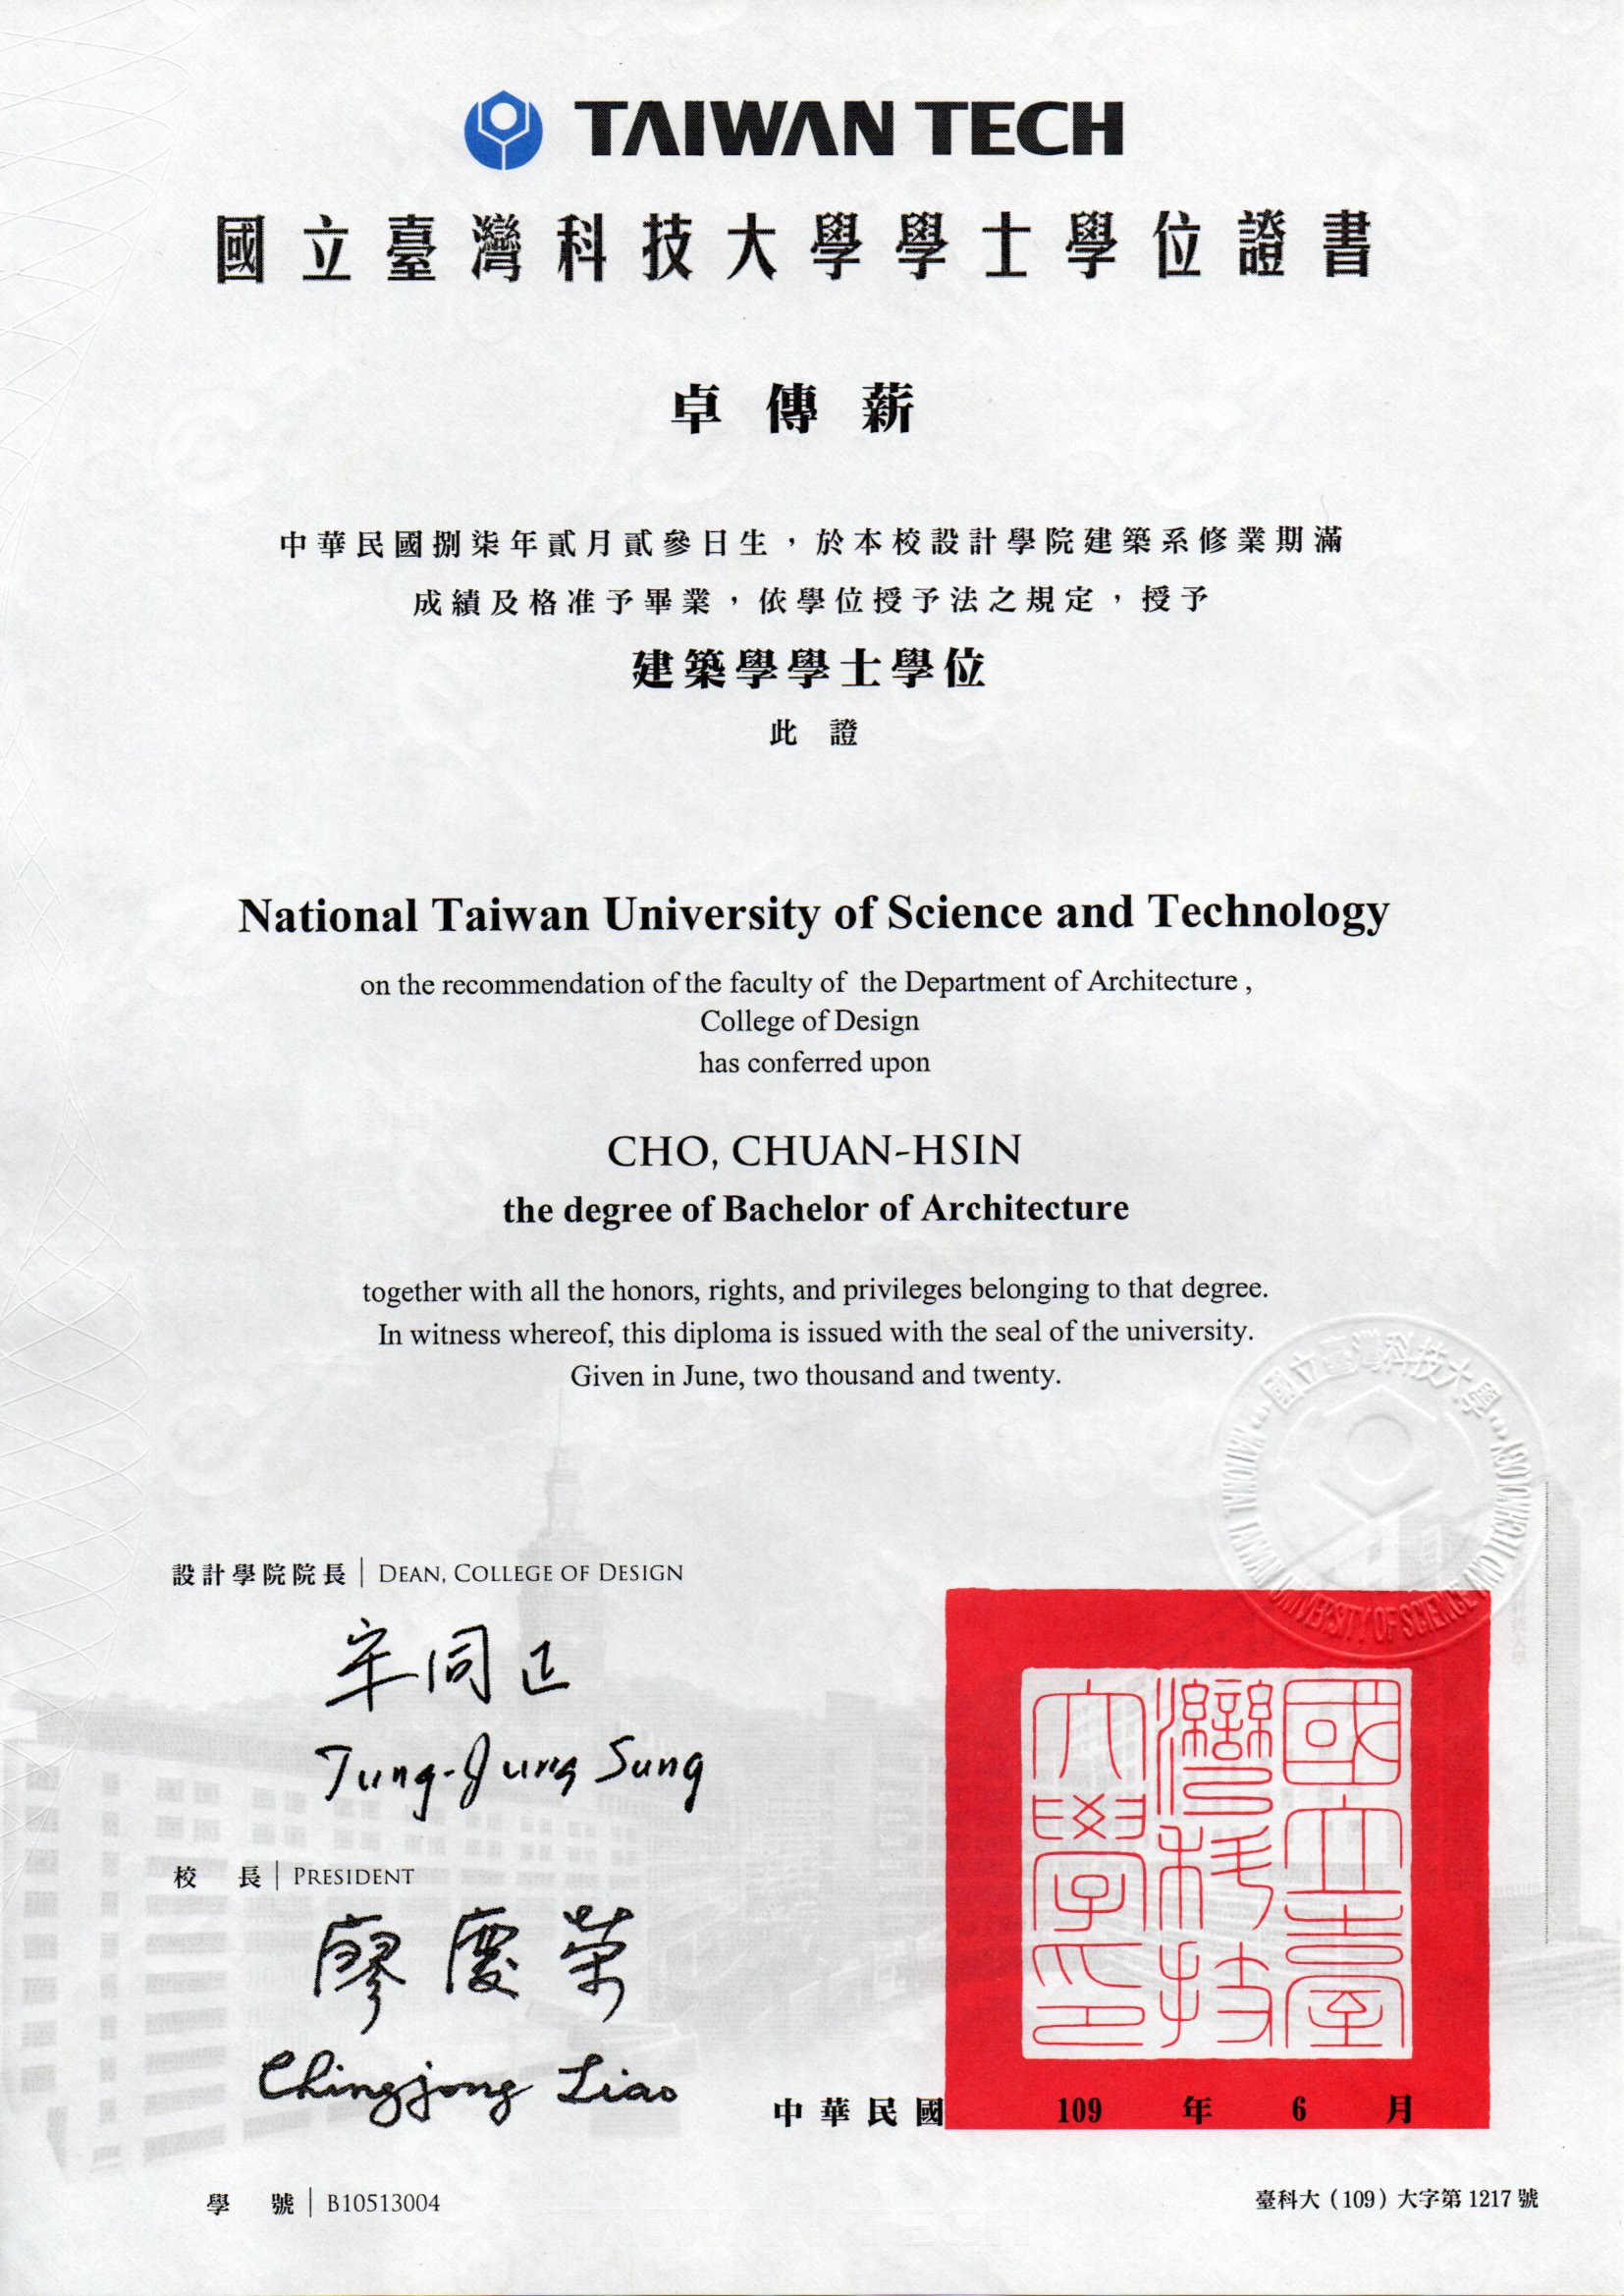 TAIWAN TECH
國立臺灣科技大學學士學位證書
卓傳薪
中華民國捌柒年貳月貳參日生，於本校設計學院建築系修業期滿
成績及格准予畢業，依學位授予法之規定，授予
建築學學士學位
此 證
National Taiwan University of Science and Technology
on the recommendation of the faculty of the Department of Architecture ,
College of Design
has conferred upon
CHO, CHUAN-HSIN
the degree of Bachelor of Architecture
together with all the honors, rights, and privileges belonging to that degree.
In witness whereof, this diploma is issued with the seal of the university.
Given in June, two thousand and twenty.
國立臺灣科技大學
NATIONAL TAIWAN UNIVERSITY OF SCIENCE AND TECHNOLOGY
設計學院院長 | DEAN, COLLEGE OF DESIGN
宋同正
Tung-Jung Sung
校 長 | PRESIDENT
廖慶榮
Chingjong Liao
國立臺
灣科技
大學印
中華民國 109 年 6 月
學 號 | B10513004
臺科大（109）大字第 1217 號